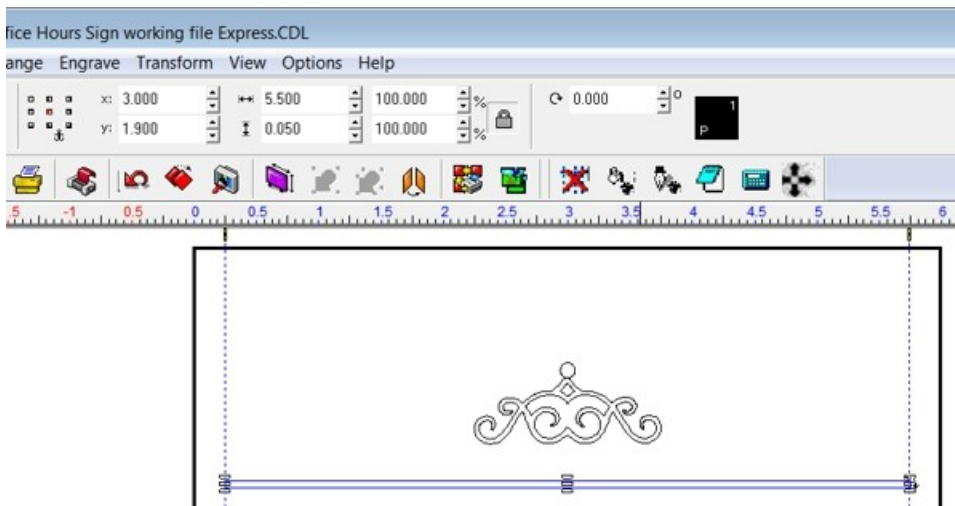 fice Hours Sign working file Express.CDL
ange Engrave Transform View Options Help
x: 3.000 5.500 100.000 % 0.000 o 1
y: 1.900 0.050 100.000 % P
.5 -1 0.5 0 0.5 1 1.5 2 2.5 3 3.5 4 4.5 5 5.5 6